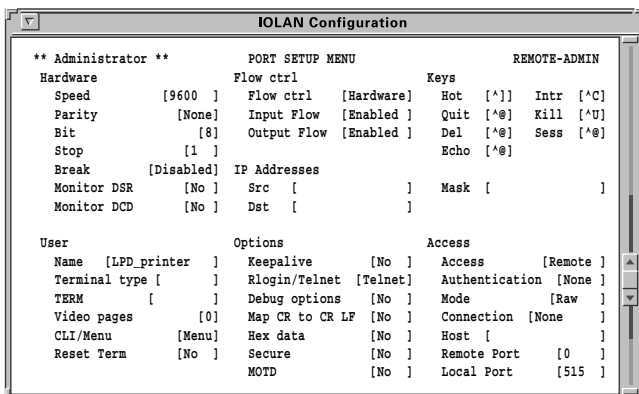 IOLAN Configuration
** Administrator ** PORT SETUP MENU REMOTE-ADMIN
Hardware Flow ctrl Keys
Speed [9600 ] Flow ctrl [Hardware] Hot [^]] Intr [^C]
Parity [None] Input Flow [Enabled ] Quit [^@] Kill [^U]
Bit [8] Output Flow [Enabled ] Del [^@] Sess [^@]
Stop [1 ] Echo [^@]
Break [Disabled] IP Addresses
Monitor DSR [No ] Src [ ] Mask [ ]
Monitor DCD [No ] Dst [ ]
User Options Access
Name [LPD_printer ] Keepalive [No ] Access [Remote ]
Terminal type [ ] Rlogin/Telnet [Telnet] Authentication [None ]
TERM [ ] Debug options [No ] Mode [Raw ]
Video pages [0] Map CR to CR LF [No ] Connection [None ]
CLI/Menu [Menu] Hex data [No ] Host [ ]
Reset Term [No ] Secure [No ] Remote Port [0 ]
MOTD [No ] Local Port [515 ]